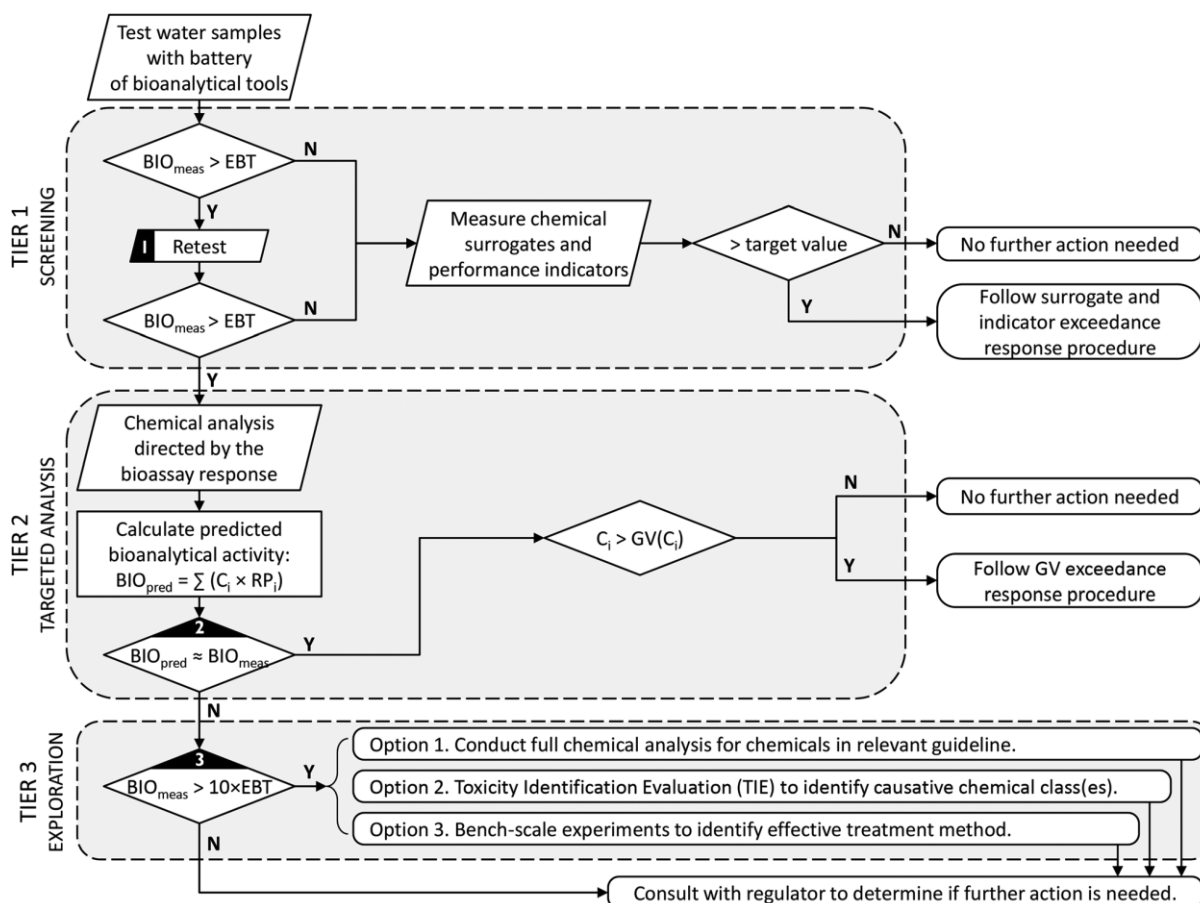 Test water samples
with battery
of bioanalytical tools
TIER 1
SCREENING
BIOmeas > EBT
N
Y
1 Retest
BIOmeas > EBT
N
Y
Measure chemical
surrogates and
performance indicators
> target value
N
No further action needed
Y
Follow surrogate and
indicator exceedance
response procedure
TIER 2
TARGETED ANALYSIS
Chemical analysis
directed by the
bioassay response
Calculate predicted
bioanalytical activity:
BIOpred = ∑ (Ci × RPi)
2
BIOpred ≈ BIOmeas
Y
N
Ci > GV(Ci)
N
No further action needed
Y
Follow GV exceedance
response procedure
TIER 3
EXPLORATION
3
BIOmeas > 10×EBT
Y
N
Option 1. Conduct full chemical analysis for chemicals in relevant guideline.
Option 2. Toxicity Identification Evaluation (TIE) to identify causative chemical class(es).
Option 3. Bench-scale experiments to identify effective treatment method.
Consult with regulator to determine if further action is needed.